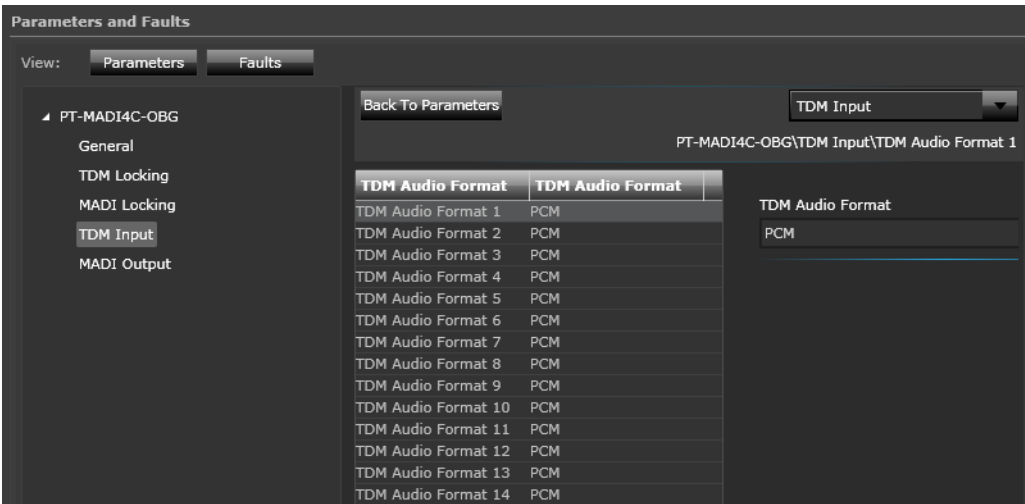 Parameters and Faults
View: Parameters Faults
PT-MADI4C-OBG
General
TDM Locking
MADI Locking
TDM Input
MADI Output
Back To Parameters
TDM Input
PT-MADI4C-OBG\TDM Input\TDM Audio Format 1
TDM Audio Format TDM Audio Format
TDM Audio Format 1 PCM
TDM Audio Format 2 PCM
TDM Audio Format 3 PCM
TDM Audio Format 4 PCM
TDM Audio Format 5 PCM
TDM Audio Format 6 PCM
TDM Audio Format 7 PCM
TDM Audio Format 8 PCM
TDM Audio Format 9 PCM
TDM Audio Format 10 PCM
TDM Audio Format 11 PCM
TDM Audio Format 12 PCM
TDM Audio Format 13 PCM
TDM Audio Format 14 PCM
TDM Audio Format
PCM